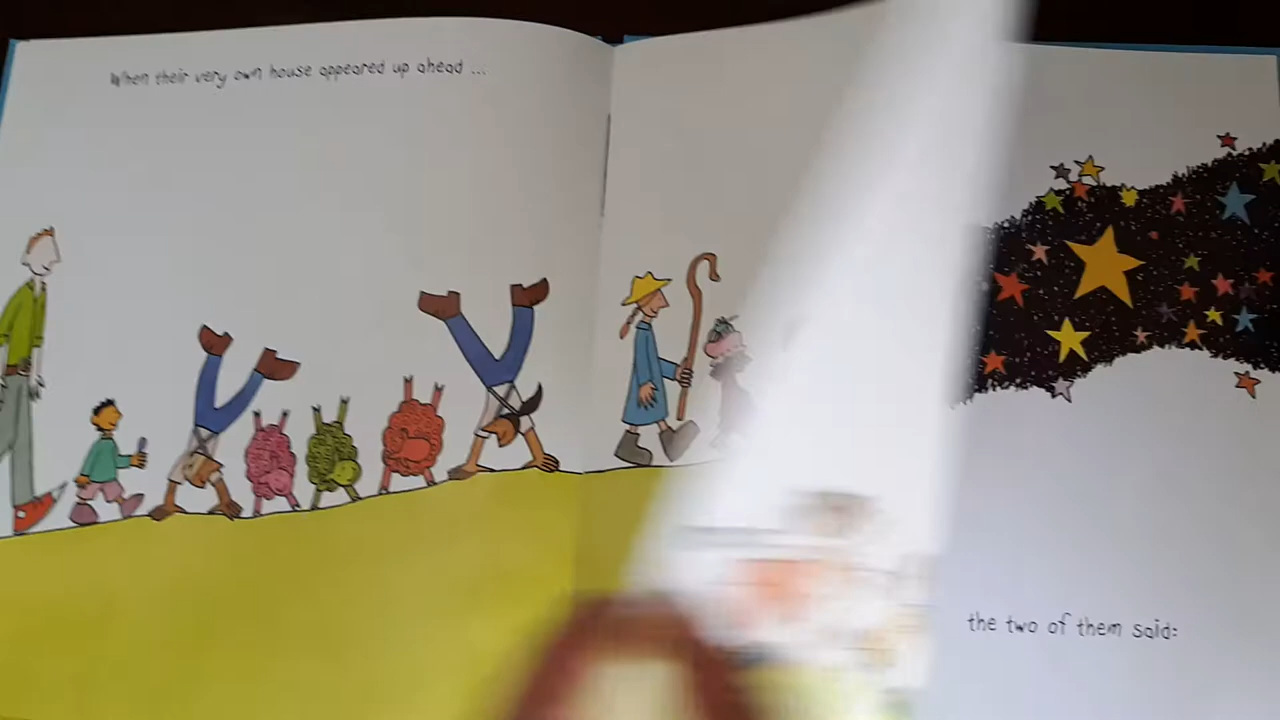 When their very own house appeared up ahead ...
the two of them said: